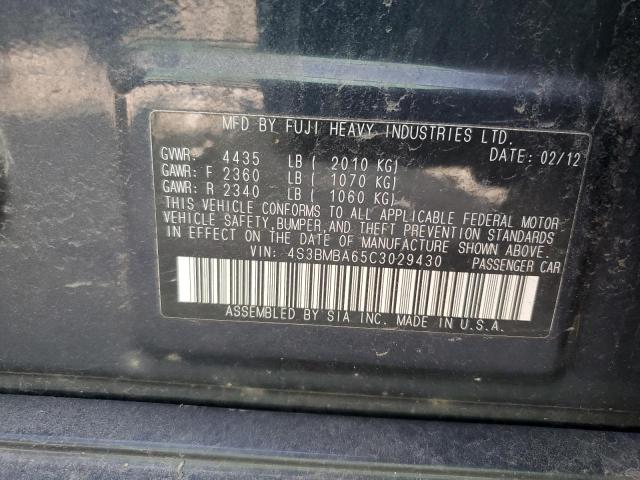 MFD BY FUJI HEAVY INDUSTRIES LTD.
DATE: 02/12
GVWR: 4435 LB ( 2010 KG)
GAWR: F 2360 LB ( 1070 KG)
GAWR: R 2340 LB ( 1060 KG)
THIS VEHICLE CONFORMS TO ALL APPLICABLE FEDERAL MOTOR
VEHICLE SAFETY, BUMPER, AND THEFT PREVENTION STANDARDS
IN EFFECT ON THE DATE OF MANUFACTURE SHOWN ABOVE.
VIN: 4S3BMBA65C3029430 PASSENGER CAR
ASSEMBLED BY SIA INC. MADE IN U.S.A.